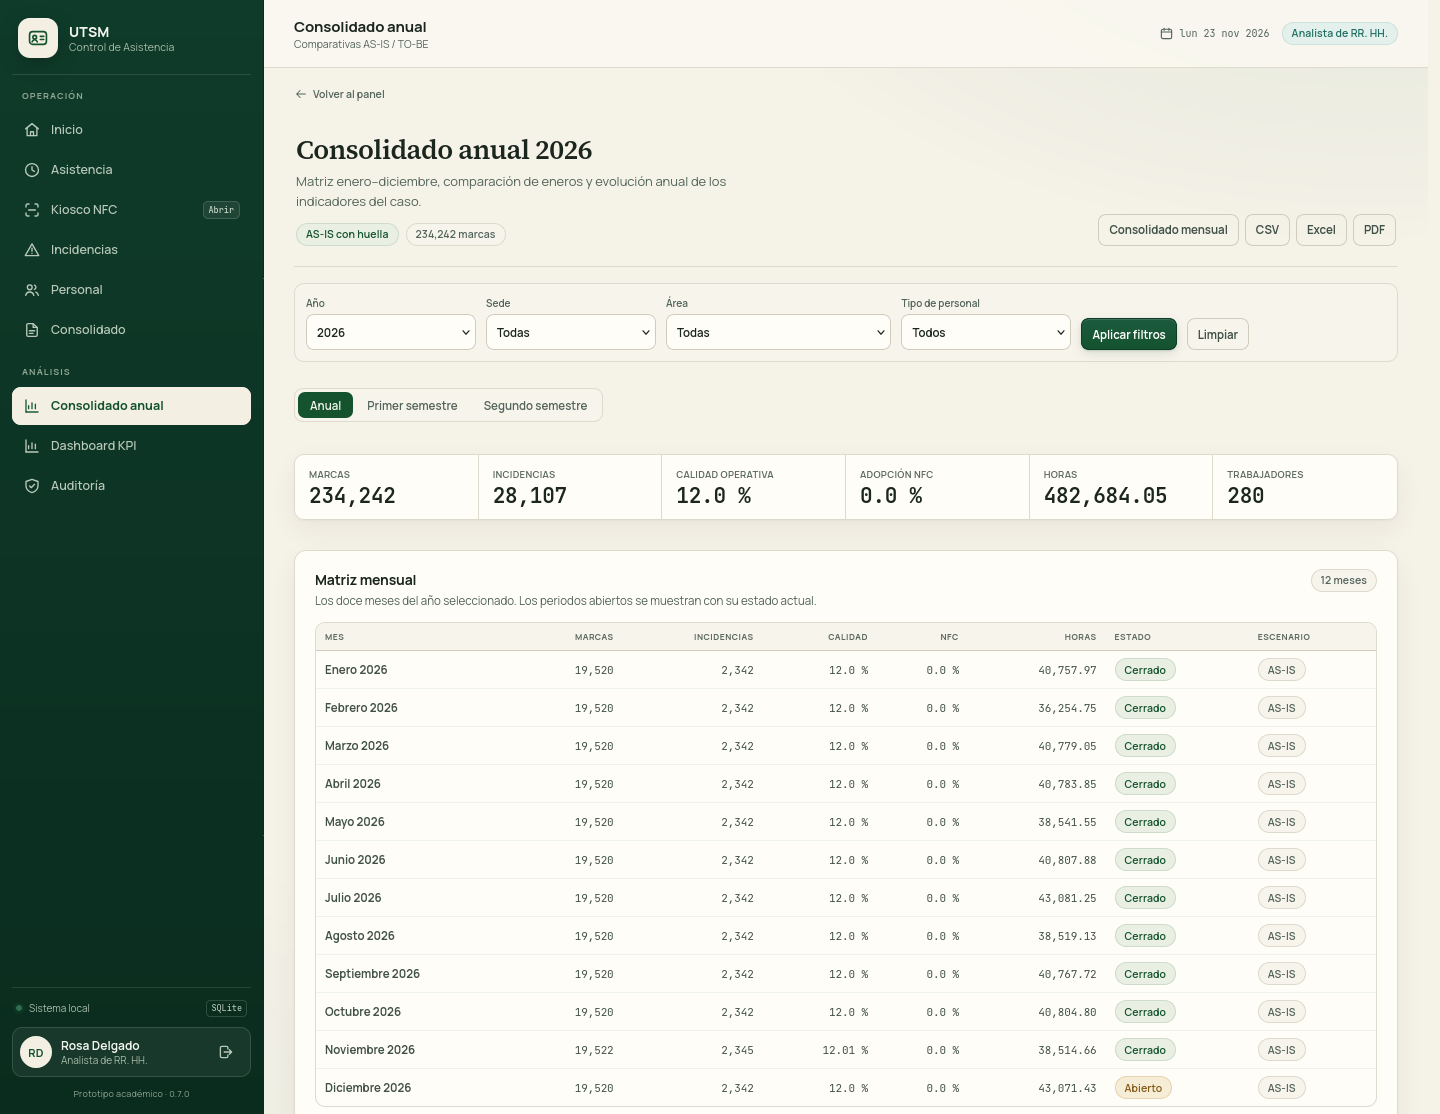 UTSM
Control de Asistencia
OPERACIÓN
Inicio
Asistencia
Kiosco NFC Abrir
Incidencias
Personal
Consolidado
ANÁLISIS
Consolidado anual
Dashboard KPI
Auditoría
Sistema local SQLite
RD
Rosa Delgado
Analista de RR. HH.
Prototipo académico · 0.7.0
Consolidado anual
Comparativas AS-IS / TO-BE
lun 23 nov 2026 Analista de RR. HH.
Volver al panel
Consolidado anual 2026
Matriz enero–diciembre, comparación de eneros y evolución anual de los
indicadores del caso.
AS-IS con huella 234,242 marcas
Consolidado mensual CSV Excel PDF
Año Sede Área Tipo de personal
2026 Todas Todas Todos Aplicar filtros Limpiar
Anual Primer semestre Segundo semestre
MARCAS INCIDENCIAS CALIDAD OPERATIVA ADOPCIÓN NFC HORAS TRABAJADORES
234,242 28,107 12.0 % 0.0 % 482,684.05 280
Matriz mensual 12 meses
Los doce meses del año seleccionado. Los periodos abiertos se muestran con su estado actual.
MES MARCAS INCIDENCIAS CALIDAD NFC HORAS ESTADO ESCENARIO
Enero 2026 19,520 2,342 12.0 % 0.0 % 40,757.97 Cerrado AS-IS
Febrero 2026 19,520 2,342 12.0 % 0.0 % 36,254.75 Cerrado AS-IS
Marzo 2026 19,520 2,342 12.0 % 0.0 % 40,779.05 Cerrado AS-IS
Abril 2026 19,520 2,342 12.0 % 0.0 % 40,783.85 Cerrado AS-IS
Mayo 2026 19,520 2,342 12.0 % 0.0 % 38,541.55 Cerrado AS-IS
Junio 2026 19,520 2,342 12.0 % 0.0 % 40,807.88 Cerrado AS-IS
Julio 2026 19,520 2,342 12.0 % 0.0 % 43,081.25 Cerrado AS-IS
Agosto 2026 19,520 2,342 12.0 % 0.0 % 38,519.13 Cerrado AS-IS
Septiembre 2026 19,520 2,342 12.0 % 0.0 % 40,767.72 Cerrado AS-IS
Octubre 2026 19,520 2,342 12.0 % 0.0 % 40,804.80 Cerrado AS-IS
Noviembre 2026 19,522 2,345 12.01 % 0.0 % 38,514.66 Cerrado AS-IS
Diciembre 2026 19,520 2,342 12.0 % 0.0 % 43,071.43 Abierto AS-IS